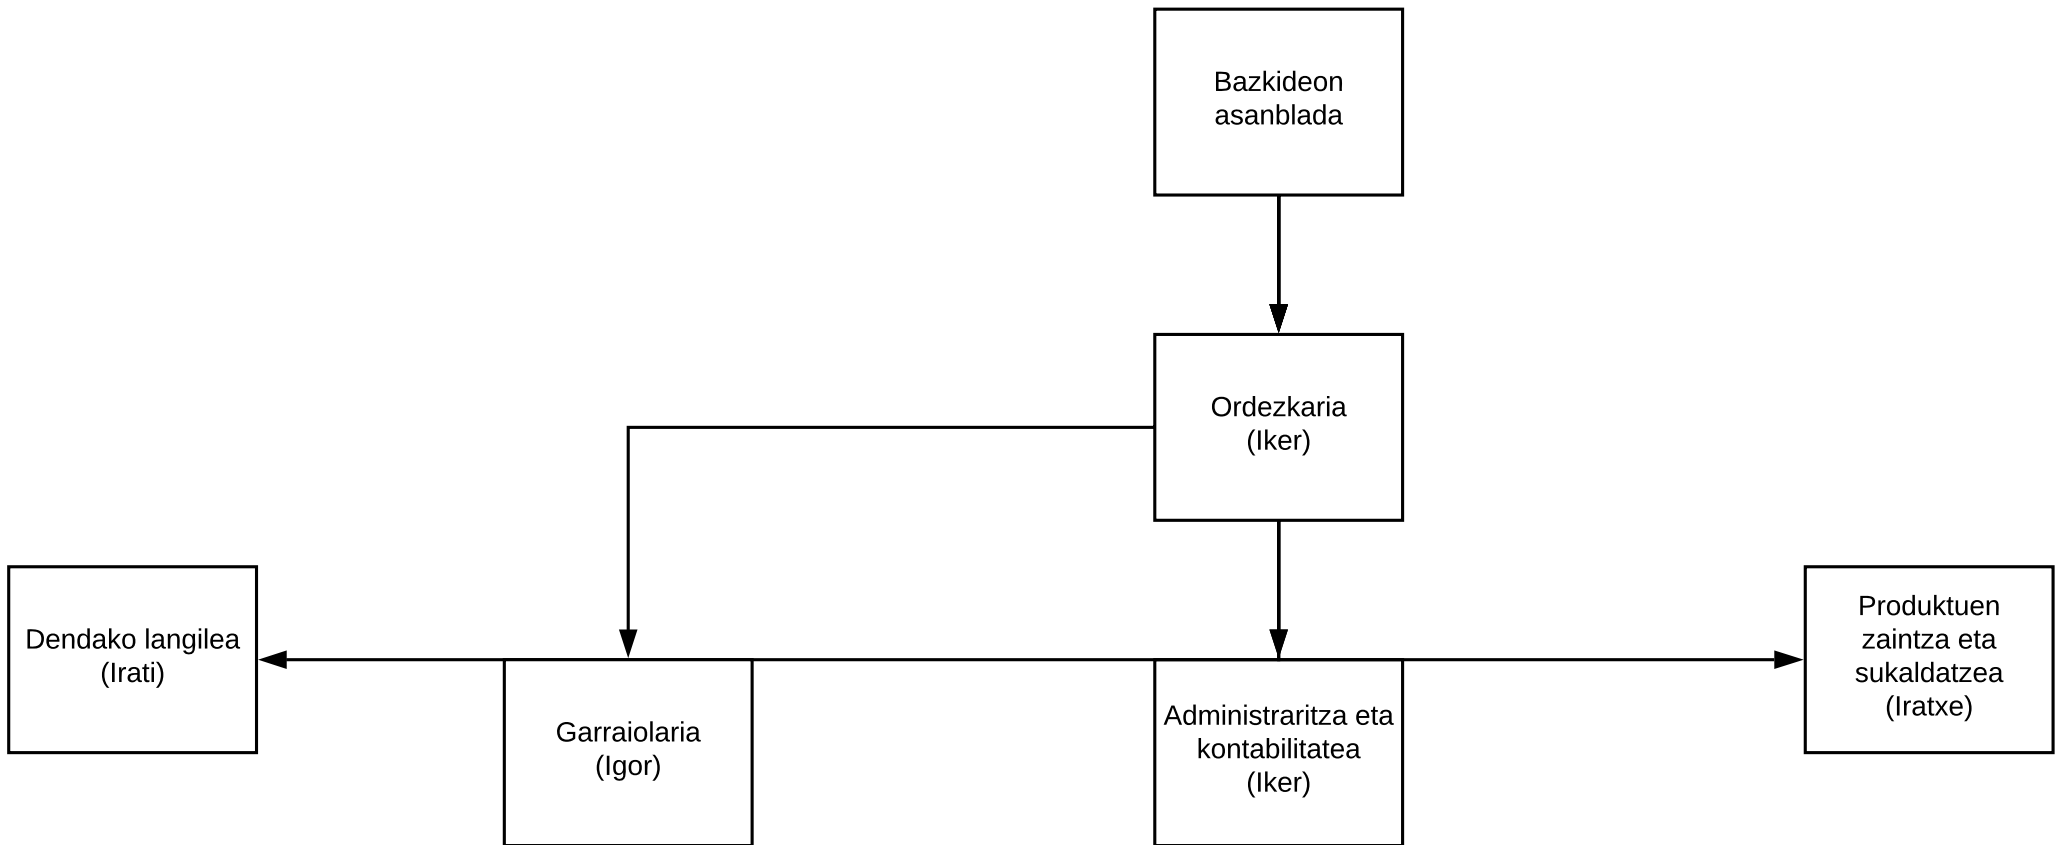 Bazkideon
asanblada
Ordezkaria
(Iker)
Dendako langilea
(Irati)
Garraiolaria
(Igor)
Administraritza eta
kontabilitatea
(Iker)
Produktuen
zaintza eta
sukaldatzea
(Iratxe)